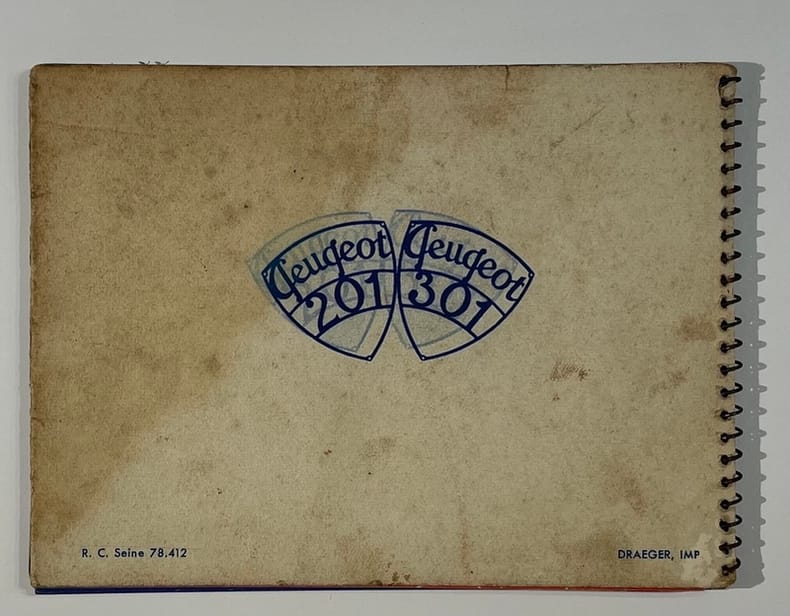 Peugeot Peugeot
201 301
R. C. Seine 78.412
DRAEGER, IMP